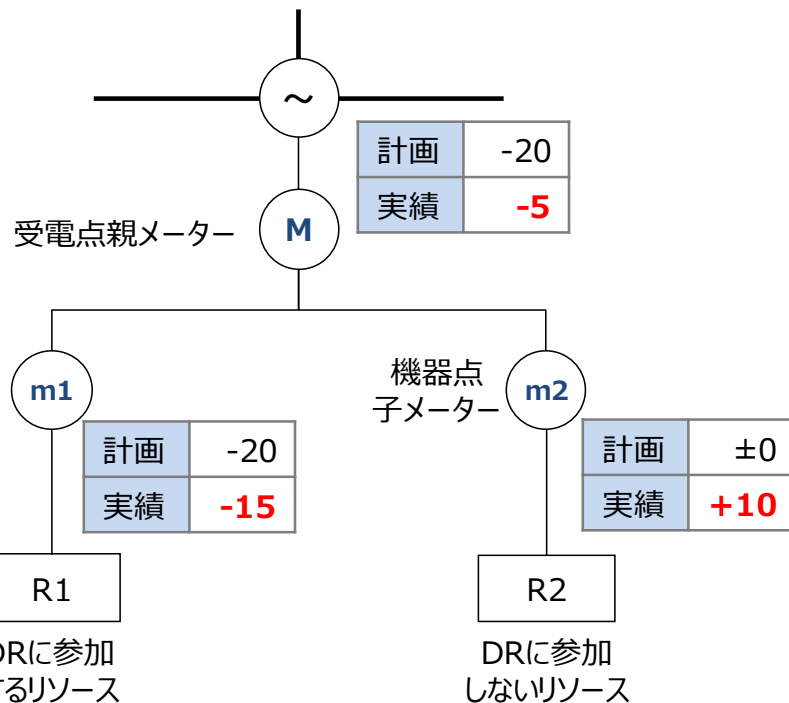 ～
計画 -20
実績 -5
受電点親メーター
M
m1
機器点
子メーター
m2
計画 -20
実績 -15
計画 ±0
実績 +10
R1
R2
DRに参加
するリソース
DRに参加
しないリソース